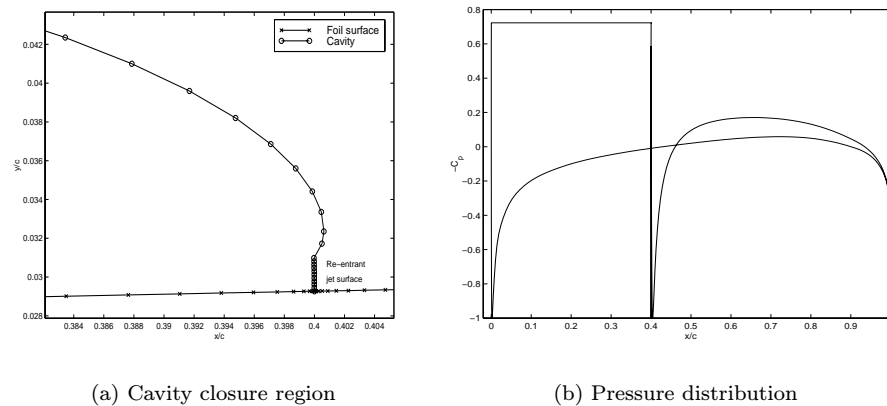 0.042
0.04
0.038
0.036
0.034
0.032
0.03
0.028
y/c
0.384 0.386 0.388 0.39 0.392 0.394 0.396 0.398 0.4 0.402 0.404
x/c
Foil surface
Cavity
Re-entrant
jet surface
(a) Cavity closure region
0.8
0.6
0.4
0.2
0
-0.2
-0.4
-0.6
-0.8
-1
-Cp
0 0.1 0.2 0.3 0.4 0.5 0.6 0.7 0.8 0.9
x/c
(b) Pressure distribution